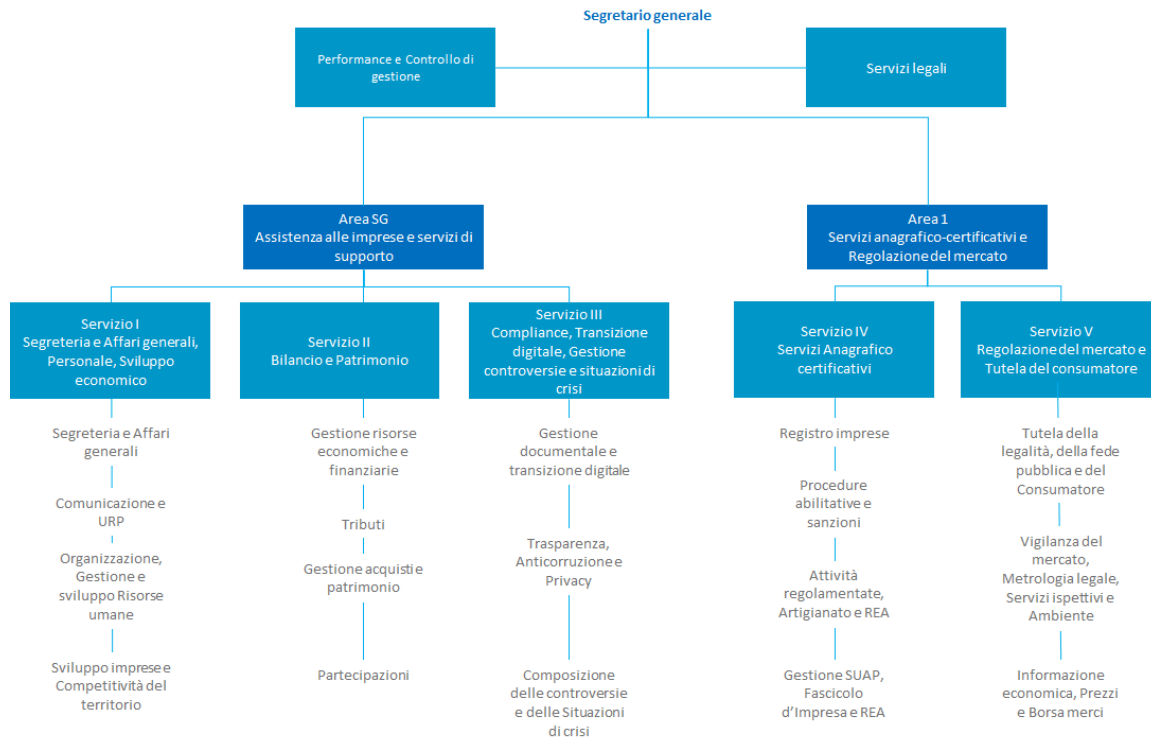 Segretario generale
Performance e Controllo di
gestione
Servizi legali
Area SG
Assistenza alle imprese e servizi di
supporto
Area 1
Servizi anagrafico-certificativi e
Regolazione del mercato
Servizio I
Segreteria e Affari generali,
Personale, Sviluppo
economico
Servizio II
Bilancio e Patrimonio
Servizio III
Compliance, Transizione
digitale, Gestione
controversie e situazioni di
crisi
Servizio IV
Servizi Anagrafico
certificativi
Servizio V
Regolazione del mercato e
Tutela del consumatore
Segreteria e Affari
generali
Comunicazione e
URP
Organizzazione,
Gestione e
sviluppo Risorse
umane
Sviluppo imprese e
Competitività del
territorio
Gestione risorse
economiche e
finanziarie
Tributi
Gestione acquisti e
patrimonio
Partecipazioni
Gestione
documentale e
transizione digitale
Trasparenza,
Anticorruzione e
Privacy
Composizione
delle controversie
e delle Situazioni
di crisi
Registro imprese
Procedure
abilitative e
sanzioni
Attività
regolamentate,
Artigianato e REA
Gestione SUAP,
Fascicolo
d'Impresa e REA
Tutela della
legalità, della fede
pubblica e del
Consumatore
Vigilanza del
mercato,
Metrologia legale,
Servizi ispettivi e
Ambiente
Informazione
economica, Prezzi
e Borsa merci